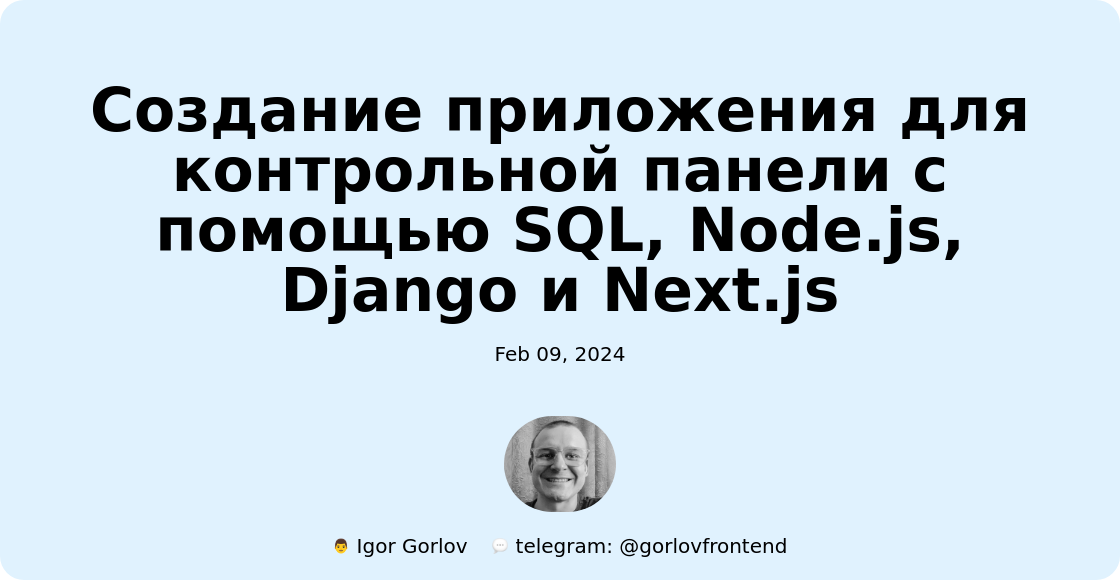 Создание приложения для
контрольной панели с
помощью SQL, Node.js,
Django и Next.js
Feb 09, 2024
Igor Gorlov telegram: @gorlovfrontend